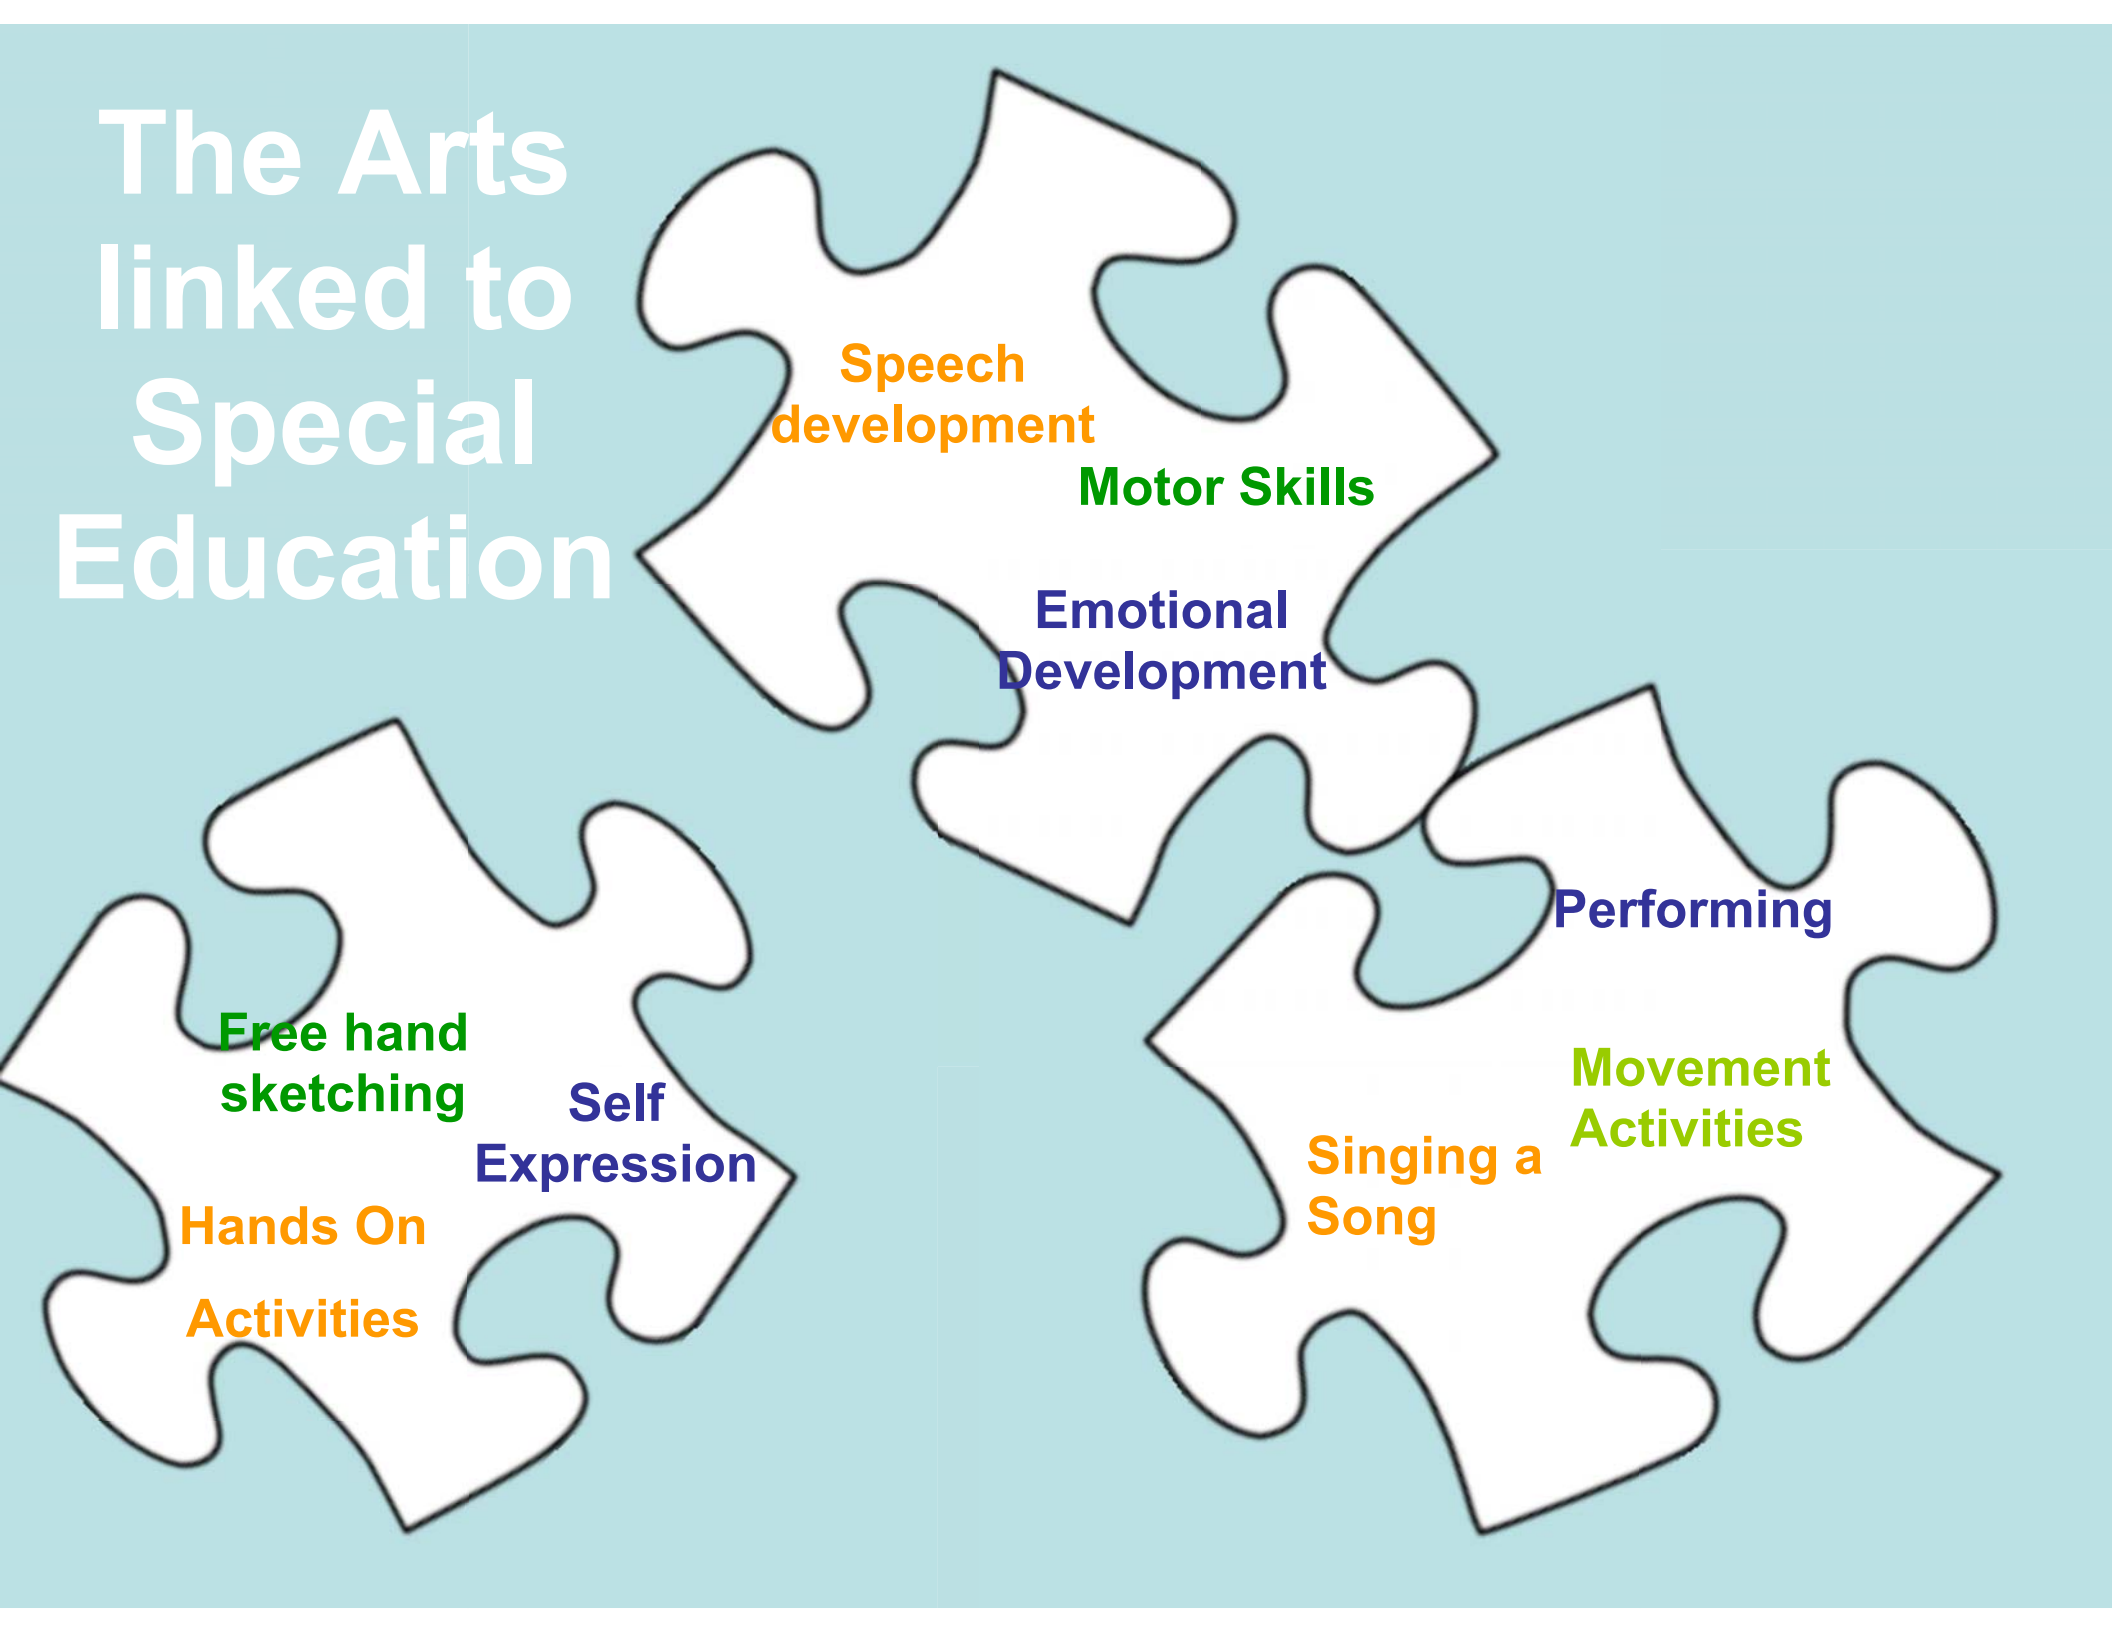 The Arts
linked to
Special
Education
Speech
development
Motor Skills
Emotional
Development
Performing
Movement
Activities
Singing a
Song
Free hand
sketching
Self
Expression
Hands On
Activities